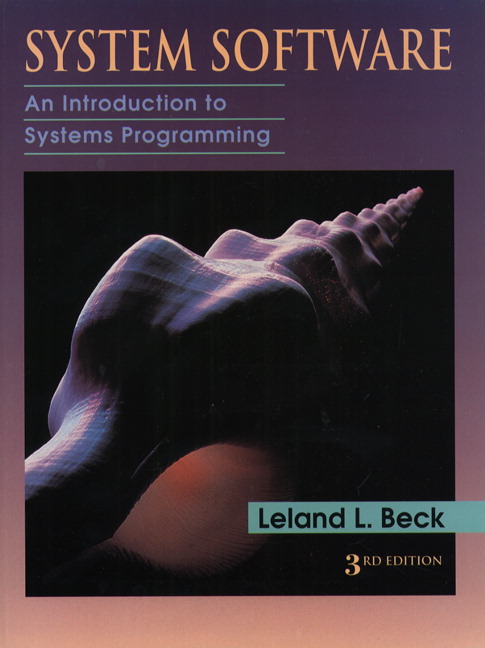 SYSTEM SOFTWARE
An Introduction to
Systems Programming
Leland L. Beck
3RD EDITION